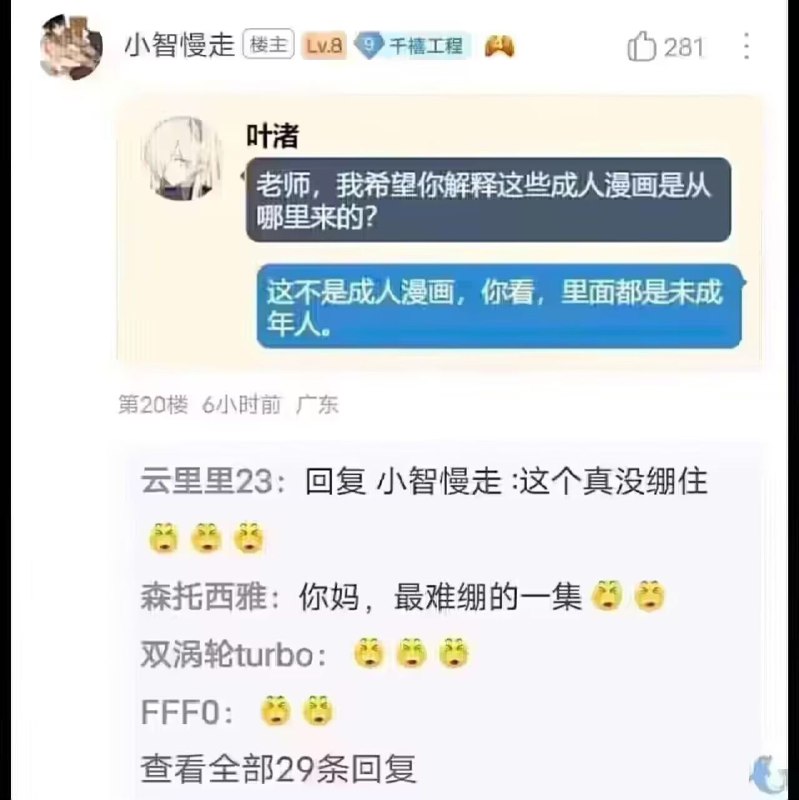 小智慢走 楼主 Lv.8 9 千禧工程 281
叶渚
老师，我希望你解释这些成人漫画是从
哪里来的？
这不是成人漫画，你看，里面都是未成
年人。
第20楼 6小时前 广东
云里里23：回复 小智慢走 :这个真没绷住
森托西雅：你妈，最难绷的一集
双涡轮turbo：
FFF0：
查看全部29条回复